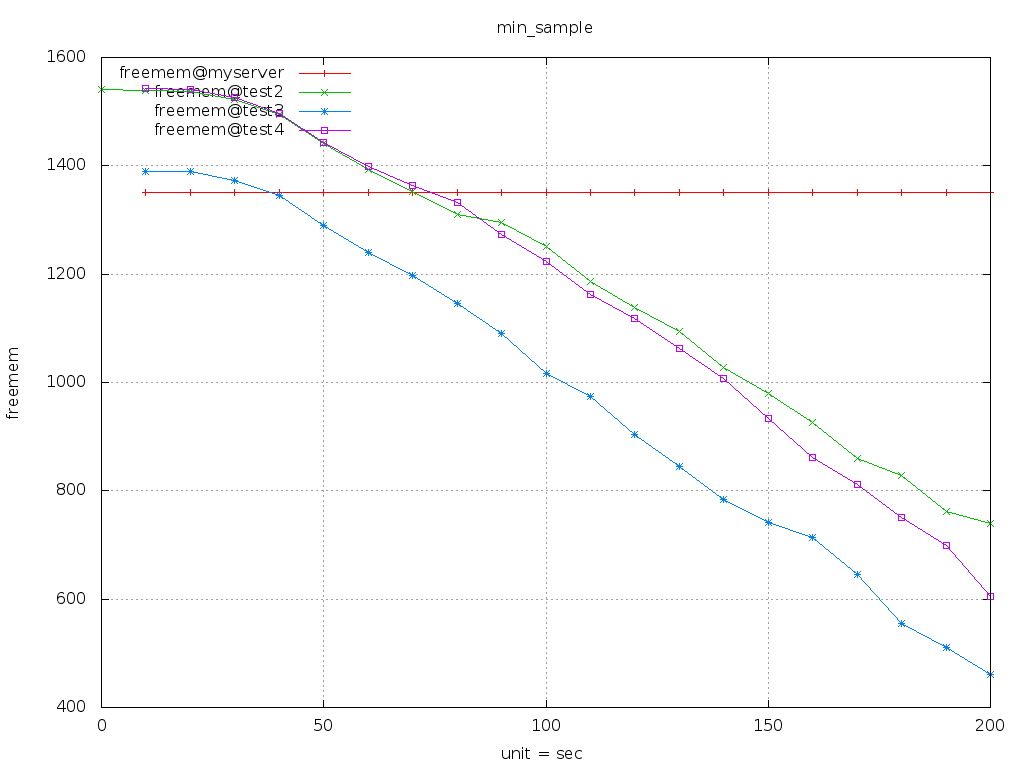 min_sample
1600
freemem@myserver
freemem@test2
freemem@test3
freemem@test4
1400
1200
1000
800
600
400
freemem
0 50 100 150 200
unit = sec